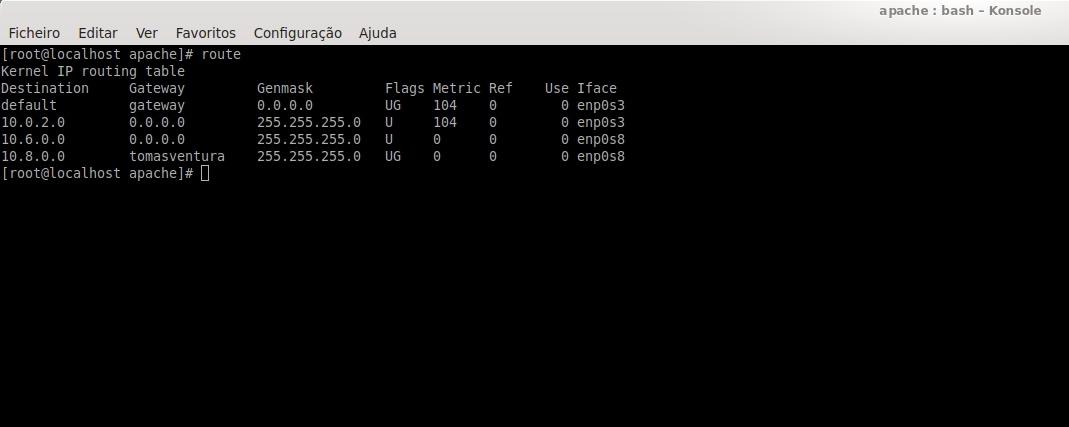 apache : bash – Konsole
Ficheiro Editar Ver Favoritos Configuração Ajuda
[root@localhost apache]# route
Kernel IP routing table
Destination     Gateway         Genmask         Flags Metric Ref    Use Iface
default         gateway         0.0.0.0         UG    104    0        0 enp0s3
10.0.2.0        0.0.0.0         255.255.255.0   U     104    0        0 enp0s3
10.6.0.0        0.0.0.0         255.255.255.0   U     0      0        0 enp0s8
10.8.0.0        tomasventura    255.255.255.0   UG    0      0        0 enp0s8
[root@localhost apache]#